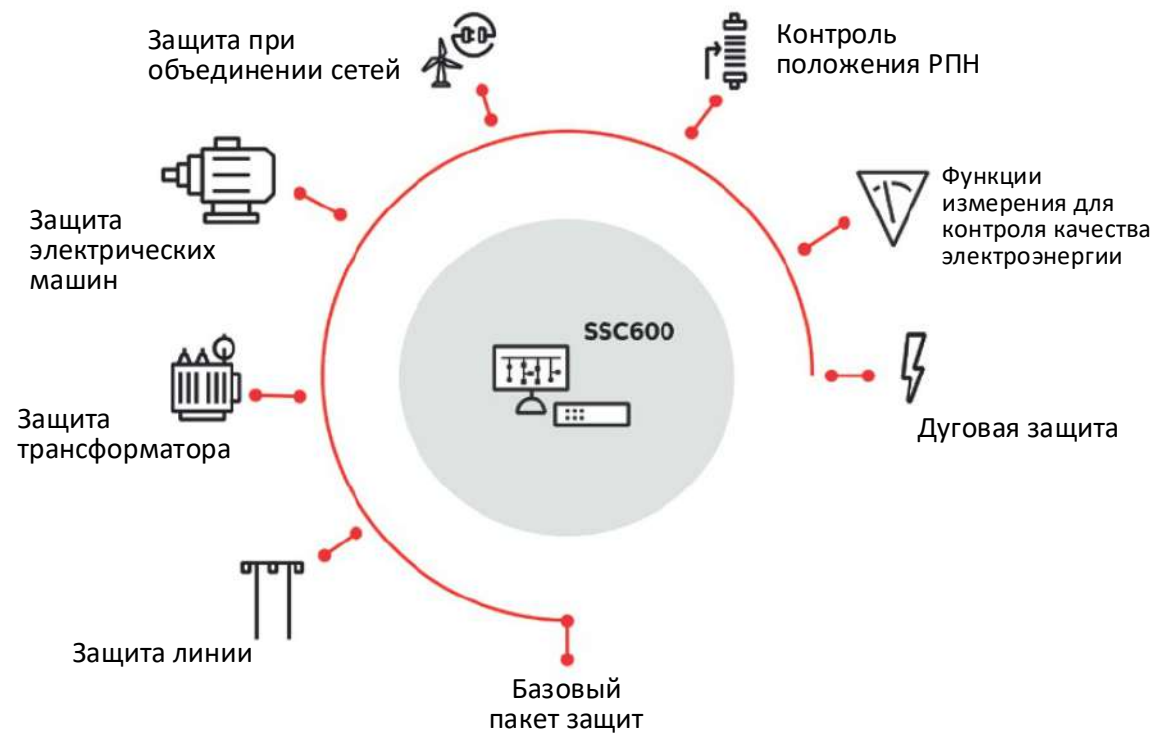 Защита при
объединении сетей
Контроль
положения РПН
Функции
измерения для
контроля качества
электроэнергии
Защита
электрических
машин
SSC600
Защита
трансформатора
Дуговая защита
Защита линии
Базовый
пакет защит